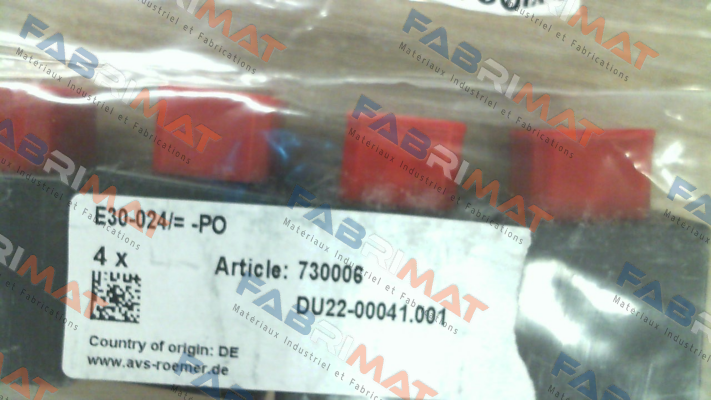 E30-024/= -PO
4 x
Article: 730006
DU22-00041.001
Country of origin: DE
www.avs-roemer.de
FABRIMAT
Matériaux Industriel et Fabrications